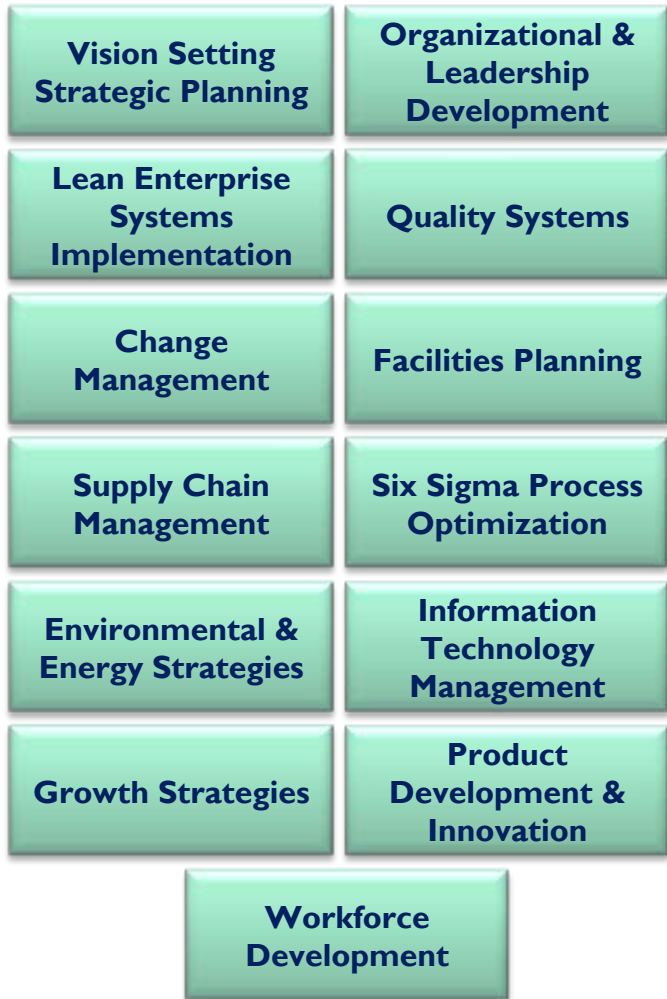 Vision Setting
Strategic Planning
Organizational &
Leadership
Development
Lean Enterprise
Systems
Implementation
Quality Systems
Change
Management
Facilities Planning
Supply Chain
Management
Six Sigma Process
Optimization
Environmental &
Energy Strategies
Information
Technology
Management
Growth Strategies
Product
Development &
Innovation
Workforce
Development